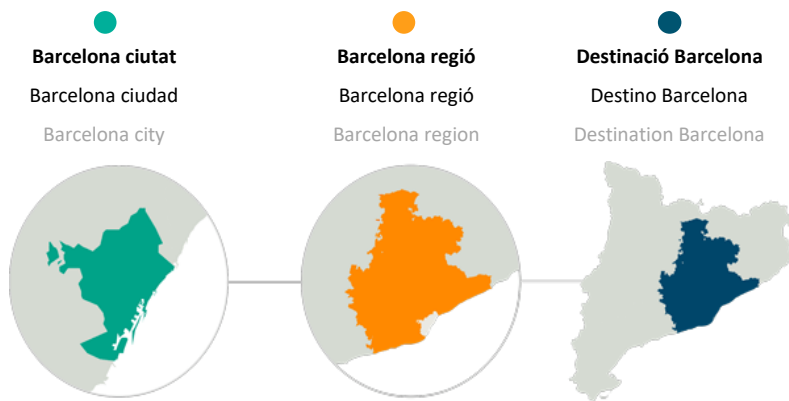 Barcelona ciutat
Barcelona ciudad
Barcelona city
Barcelona regió
Barcelona regió
Barcelona region
Destinació Barcelona
Destino Barcelona
Destination Barcelona